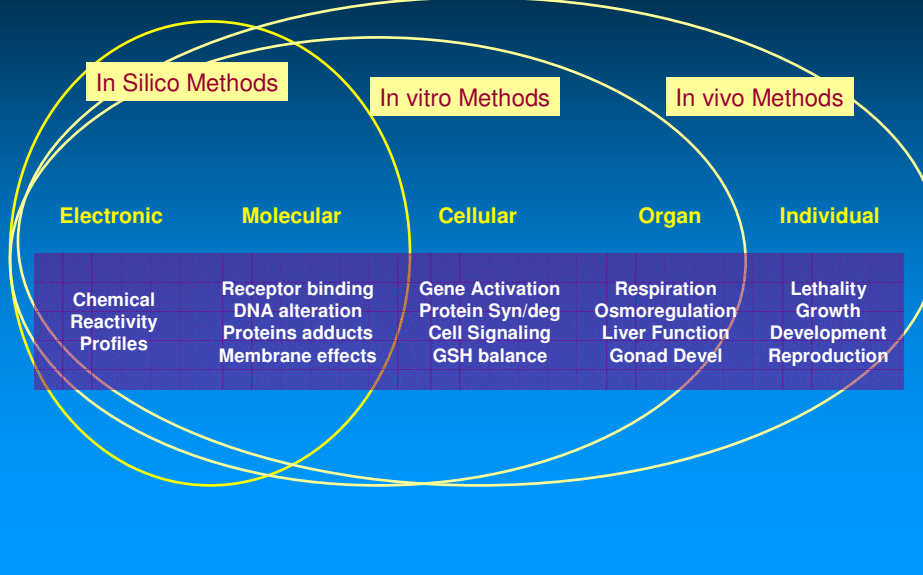 In Silico Methods
In vitro Methods
In vivo Methods
Electronic
Molecular
Cellular
Organ
Individual
Chemical
Reactivity
Profiles
Receptor binding
DNA alteration
Proteins adducts
Membrane effects
Gene Activation
Protein Syn/deg
Cell Signaling
GSH balance
Respiration
Osmoregulation
Liver Function
Gonad Devel
Lethality
Growth
Development
Reproduction